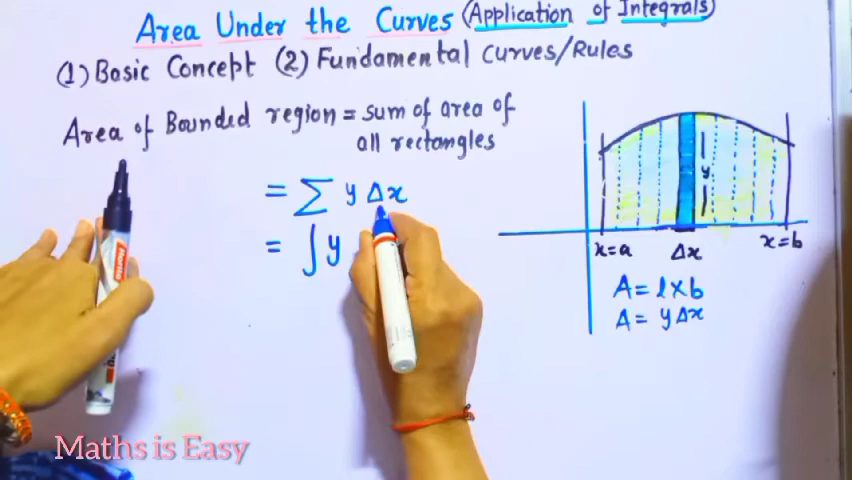 Area Under the Curves (Application of Integrals)
(1) Basic Concept (2) Fundamental Curves/Rules
Area of Bounded region = sum of area of
all rectangles
= ∑ y Δx
= ∫ y
y
x=a Δx x=b
A = l×b
A = y Δx
Maths is Easy